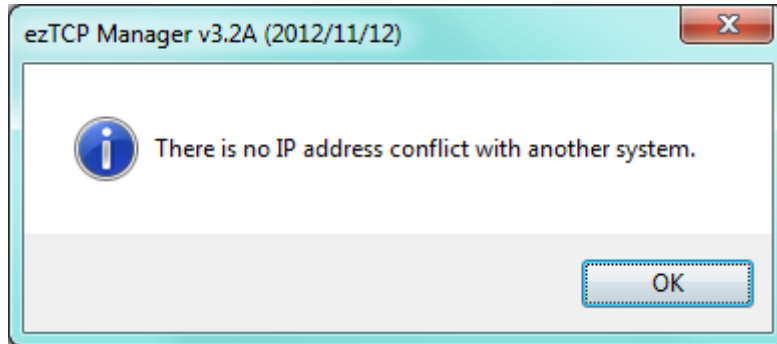 ezTCP Manager v3.2A (2012/11/12)
There is no IP address conflict with another system.
OK